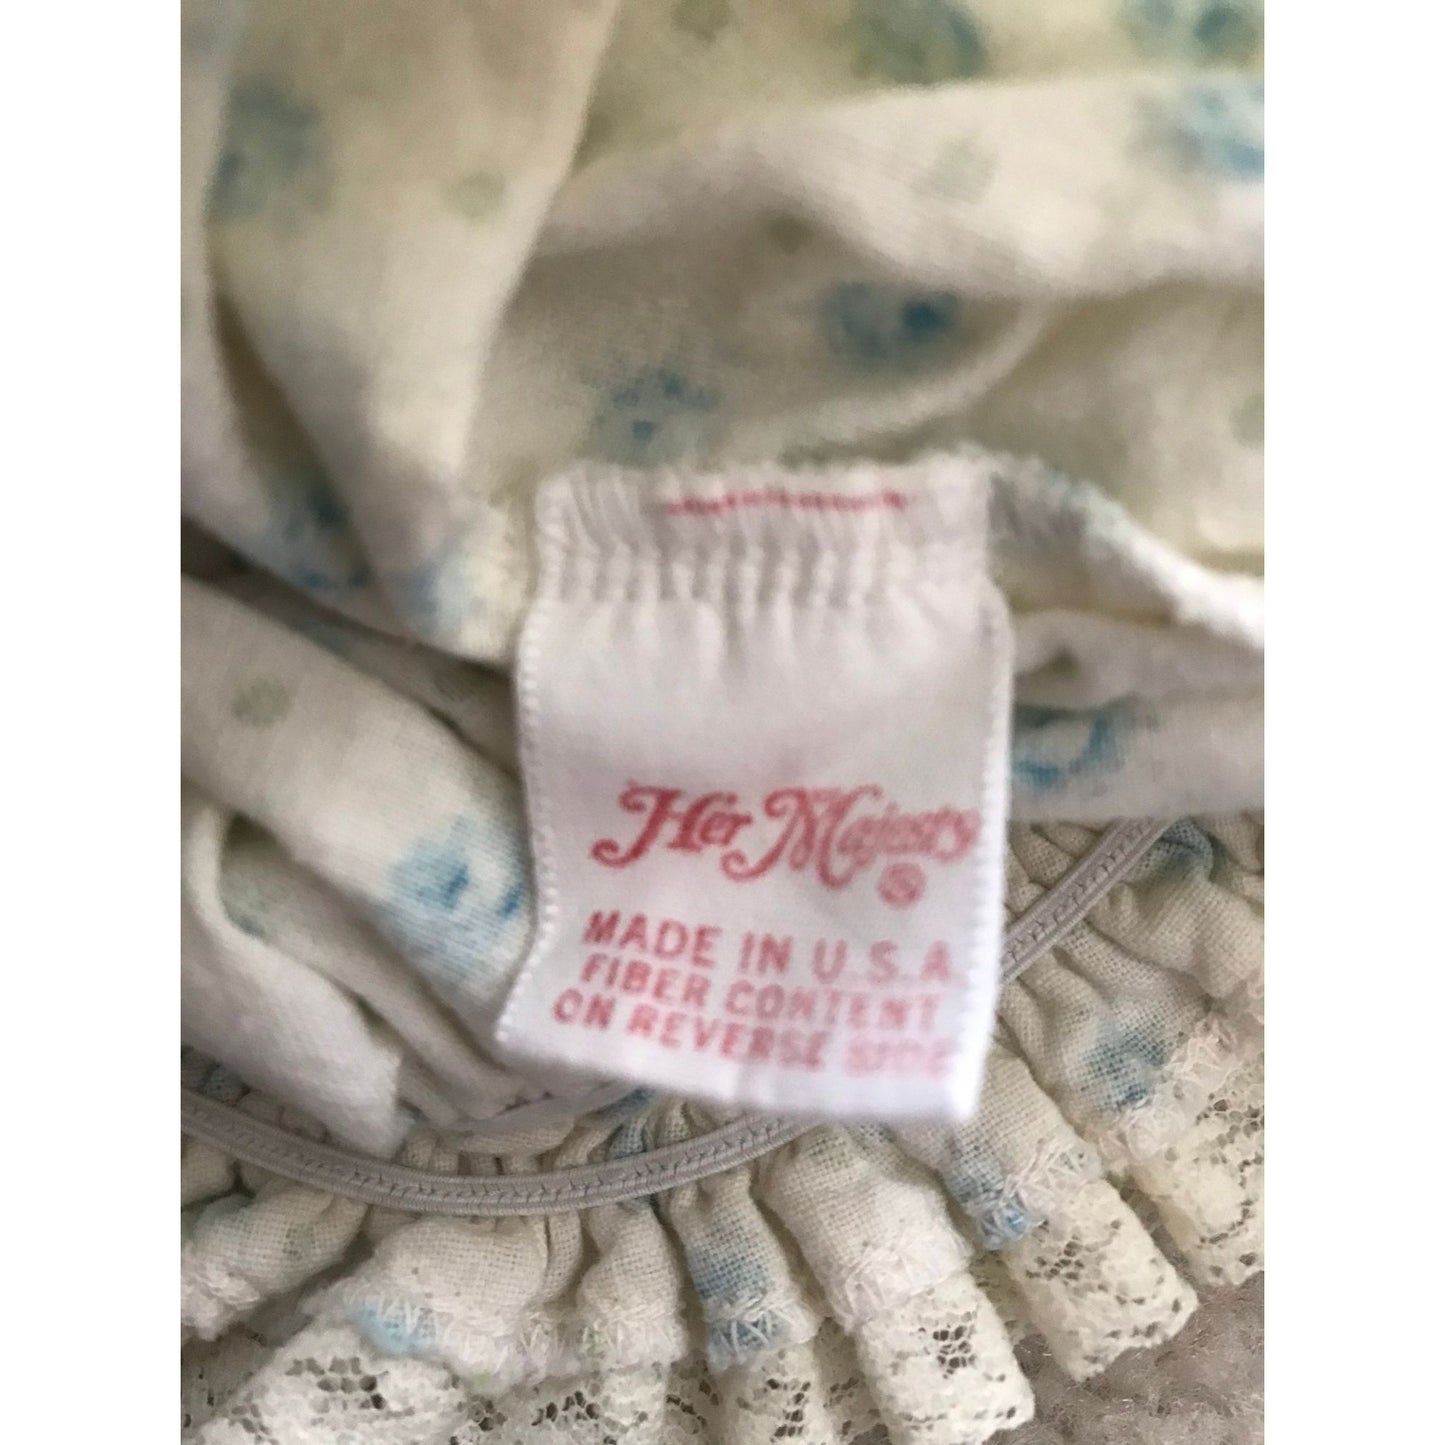 Her Majesty ®
MADE IN U.S.A.
FIBER CONTENT
ON REVERSE SIDE